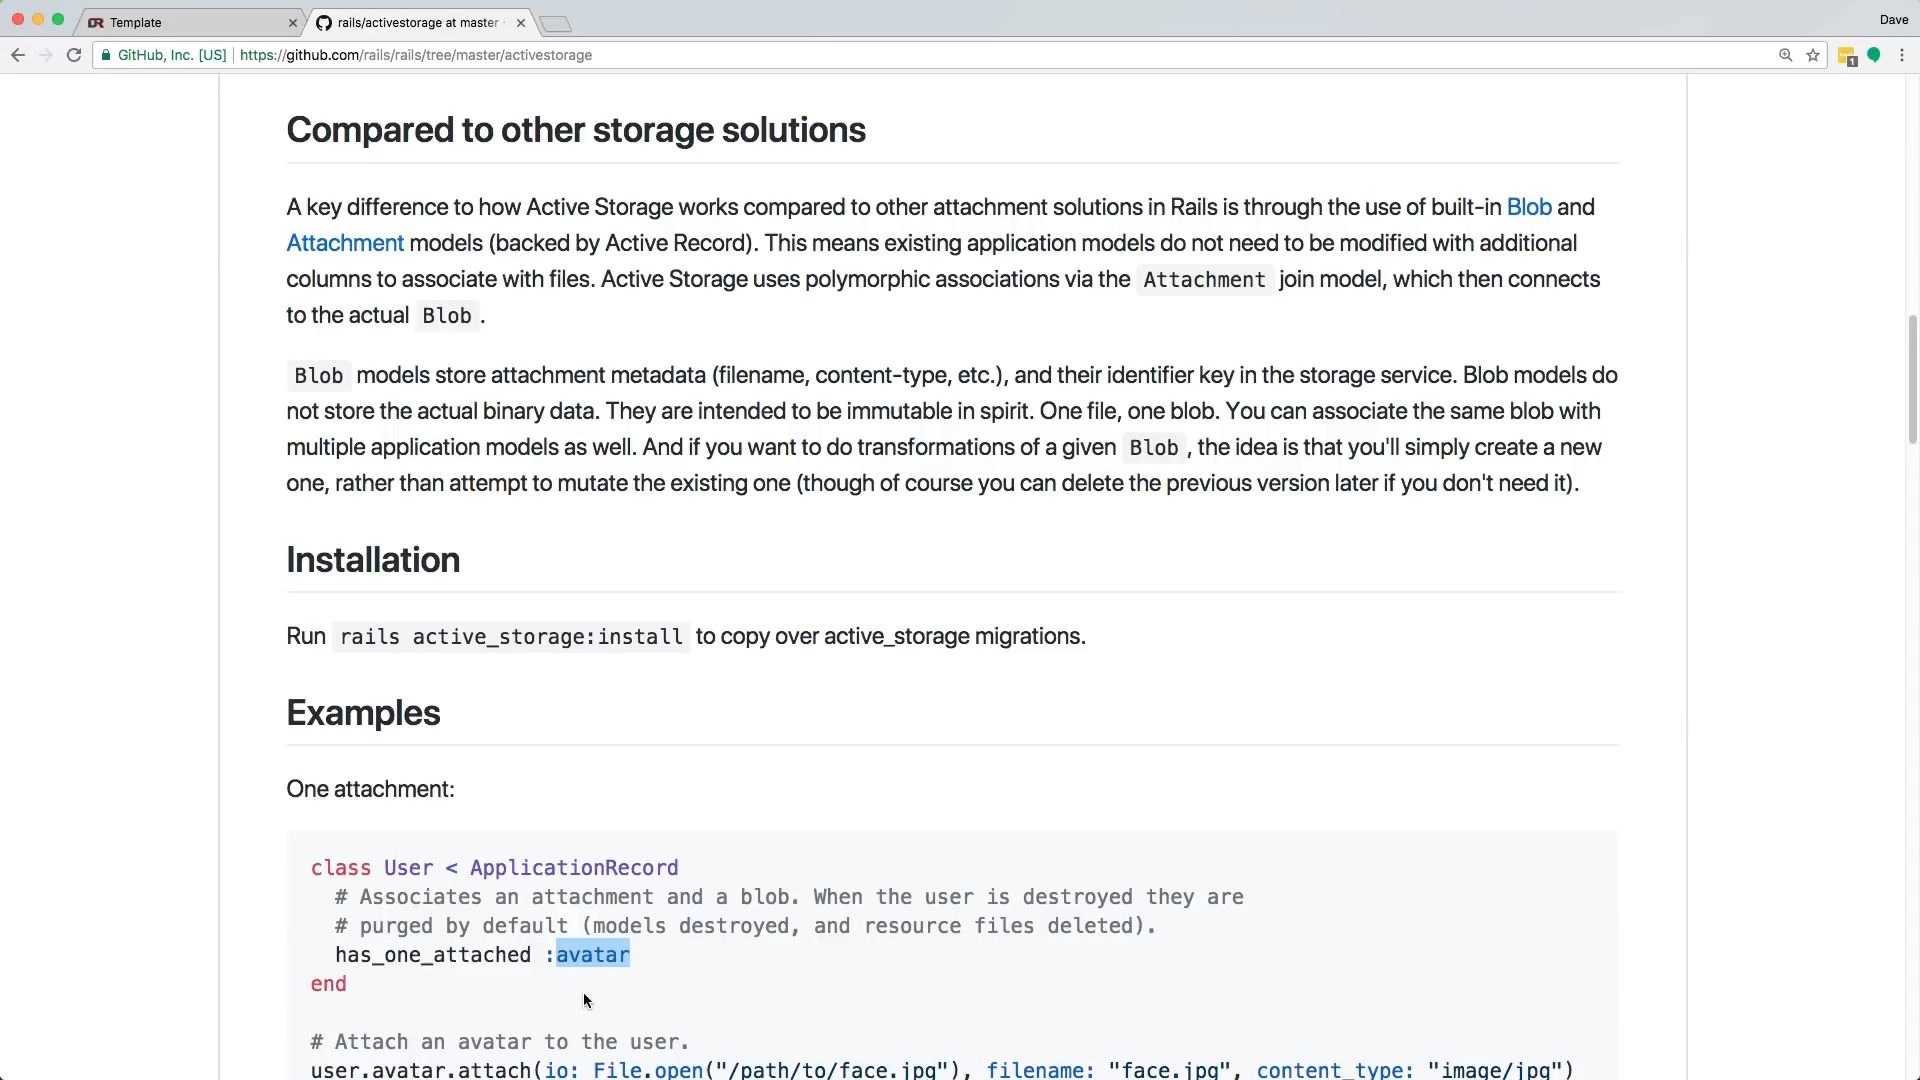 Template
rails/activestorage at master
Dave
GitHub, Inc. [US] https://github.com/rails/rails/tree/master/activestorage
1
Compared to other storage solutions
A key difference to how Active Storage works compared to other attachment solutions in Rails is through the use of built-in Blob and
Attachment models (backed by Active Record). This means existing application models do not need to be modified with additional
columns to associate with files. Active Storage uses polymorphic associations via the Attachment join model, which then connects
to the actual Blob .
Blob models store attachment metadata (filename, content-type, etc.), and their identifier key in the storage service. Blob models do
not store the actual binary data. They are intended to be immutable in spirit. One file, one blob. You can associate the same blob with
multiple application models as well. And if you want to do transformations of a given Blob , the idea is that you'll simply create a new
one, rather than attempt to mutate the existing one (though of course you can delete the previous version later if you don't need it).
Installation
Run rails active_storage:install to copy over active_storage migrations.
Examples
One attachment:
class User < ApplicationRecord
# Associates an attachment and a blob. When the user is destroyed they are
# purged by default (models destroyed, and resource files deleted).
has_one_attached :avatar
end
# Attach an avatar to the user.
user.avatar.attach(io: File.open("/path/to/face.jpg"), filename: "face.jpg", content_type: "image/jpg")